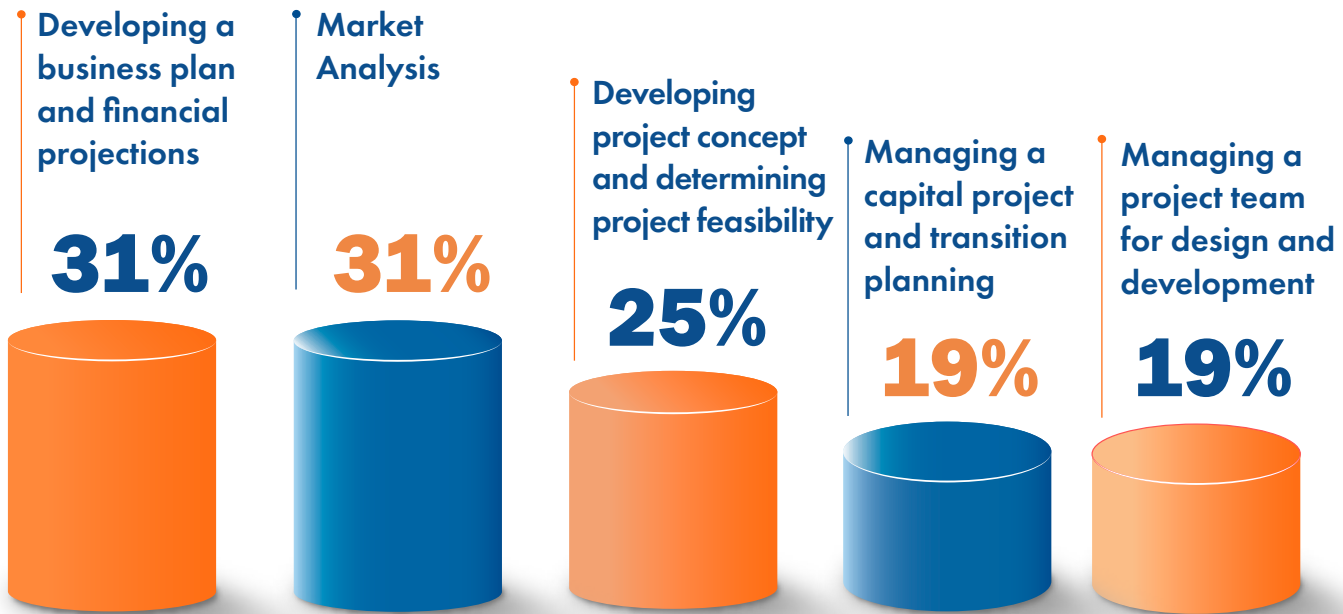 Developing a
business plan
and financial
projections
31%
Market
Analysis
31%
Developing
project concept
and determining
project feasibility
25%
Managing a
capital project
and transition
planning
19%
Managing a
project team
for design and
development
19%